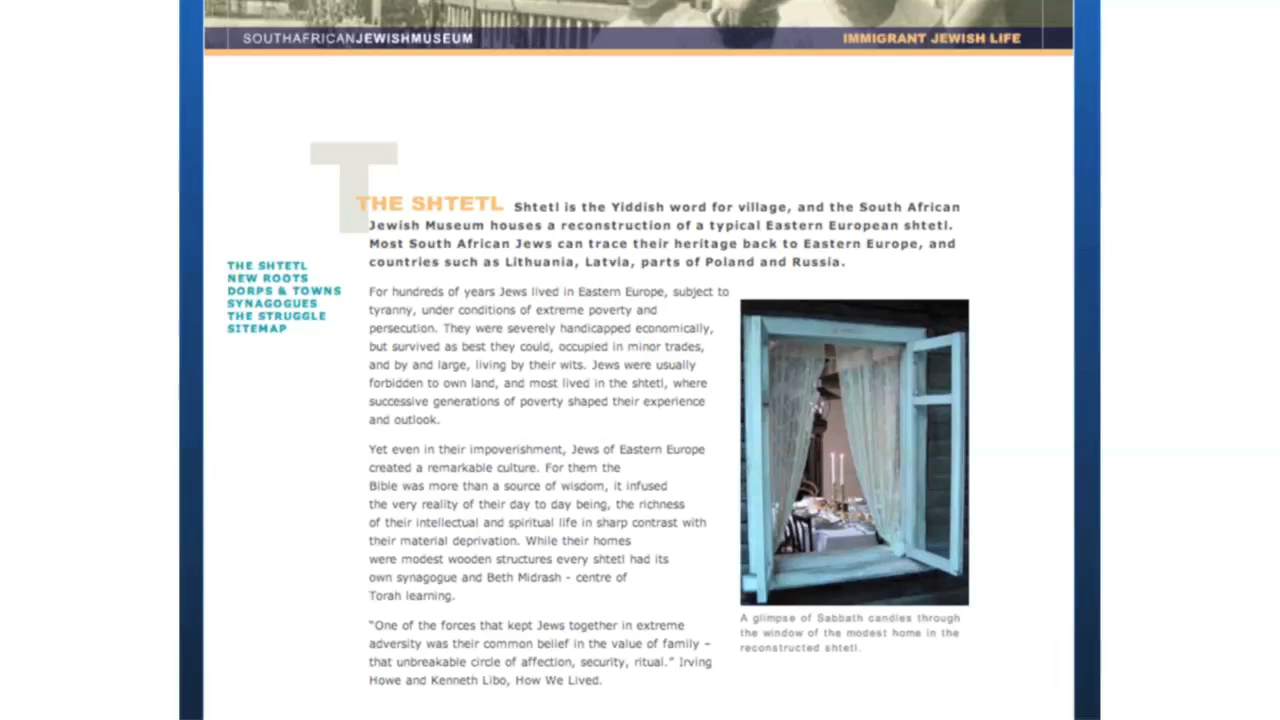 SOUTHAFRICANJEWISHMUSEUM
IMMIGRANT JEWISH LIFE
T
THE SHTETL Shtetl is the Yiddish word for village, and the South African
Jewish Museum houses a reconstruction of a typical Eastern European shtetl.
Most South African Jews can trace their heritage back to Eastern Europe, and
countries such as Lithuania, Latvia, parts of Poland and Russia.
THE SHTETL
NEW ROOTS
DORPS & TOWNS
SYNAGOGUES
THE STRUGGLE
SITEMAP
For hundreds of years Jews lived in Eastern Europe, subject to
tyranny, under conditions of extreme poverty and
persecution. They were severely handicapped economically,
but survived as best they could, occupied in minor trades,
and by and large, living by their wits. Jews were usually
forbidden to own land, and most lived in the shtetl, where
successive generations of poverty shaped their experience
and outlook.
Yet even in their impoverishment, Jews of Eastern Europe
created a remarkable culture. For them the
Bible was more than a source of wisdom, it infused
the very reality of their day to day being, the richness
of their intellectual and spiritual life in sharp contrast with
their material deprivation. While their homes
were modest wooden structures every shtetl had its
own synagogue and Beth Midrash - centre of
Torah learning.
“One of the forces that kept Jews together in extreme
adversity was their common belief in the value of family –
that unbreakable circle of affection, security, ritual.” Irving
Howe and Kenneth Libo, How We Lived.
A glimpse of Sabbath candles through
the window of the modest home in the
reconstructed shtetl.